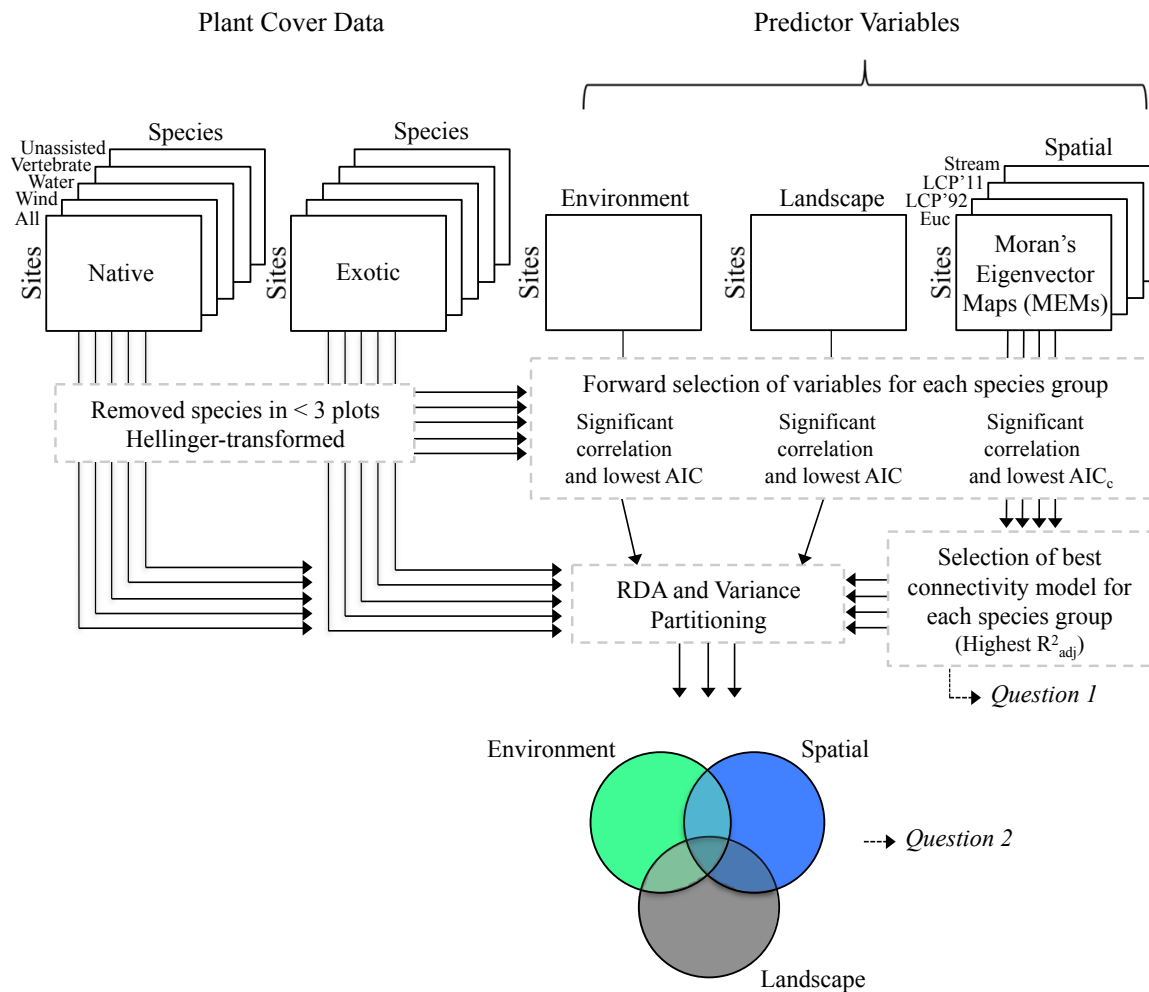 Plant Cover Data
Predictor Variables
Species
Unassisted
Vertebrate
Water
Wind
All
Sites
Native
Species
Sites
Exotic
Environment
Sites
Landscape
Sites
Spatial
Stream
LCP'11
LCP'92
Euc
Sites
Moran's
Eigenvector
Maps (MEMs)
Removed species in < 3 plots
Hellinger-transformed
Forward selection of variables for each species group
Significant
correlation
and lowest AIC
Significant
correlation
and lowest AIC
Significant
correlation
and lowest AICc
RDA and Variance
Partitioning
Selection of best
connectivity model for
each species group
(Highest R²adj)
Question 1
Environment
Spatial
Question 2
Landscape